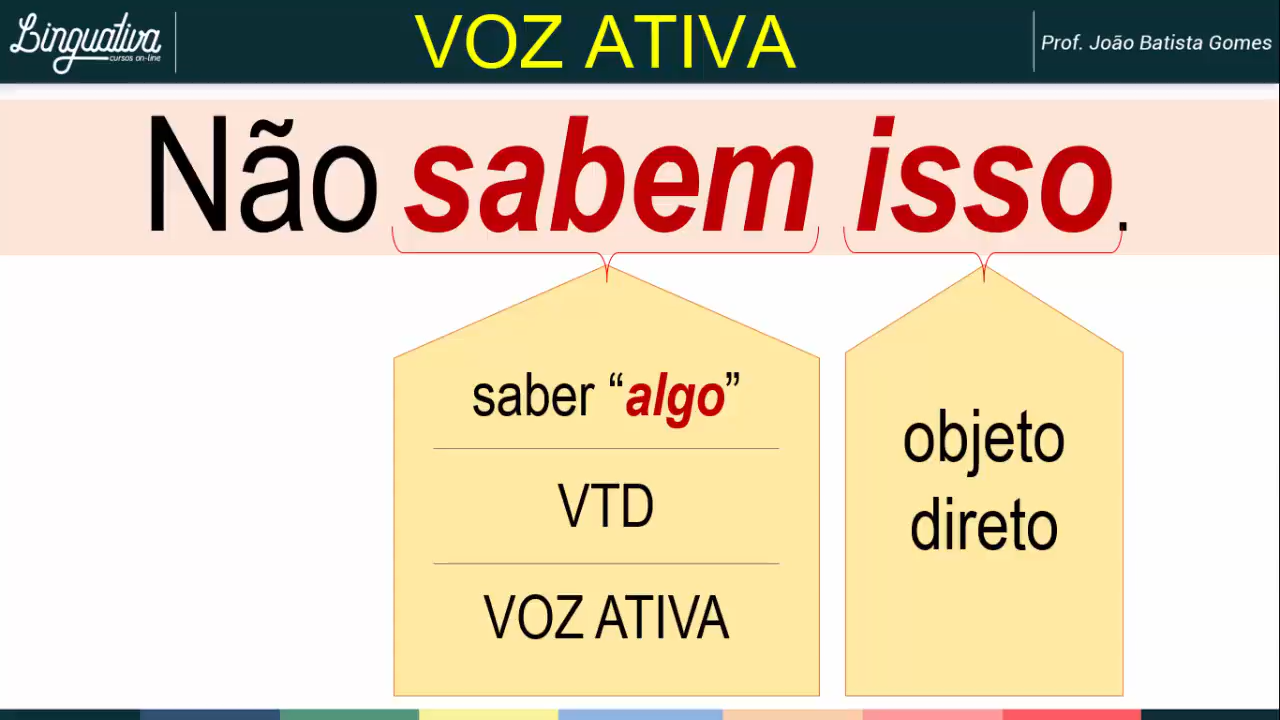 Linguativa
cursos on-line
VOZ ATIVA
Prof. João Batista Gomes
Não sabem isso.
saber “algo”
VTD
VOZ ATIVA
objeto
direto